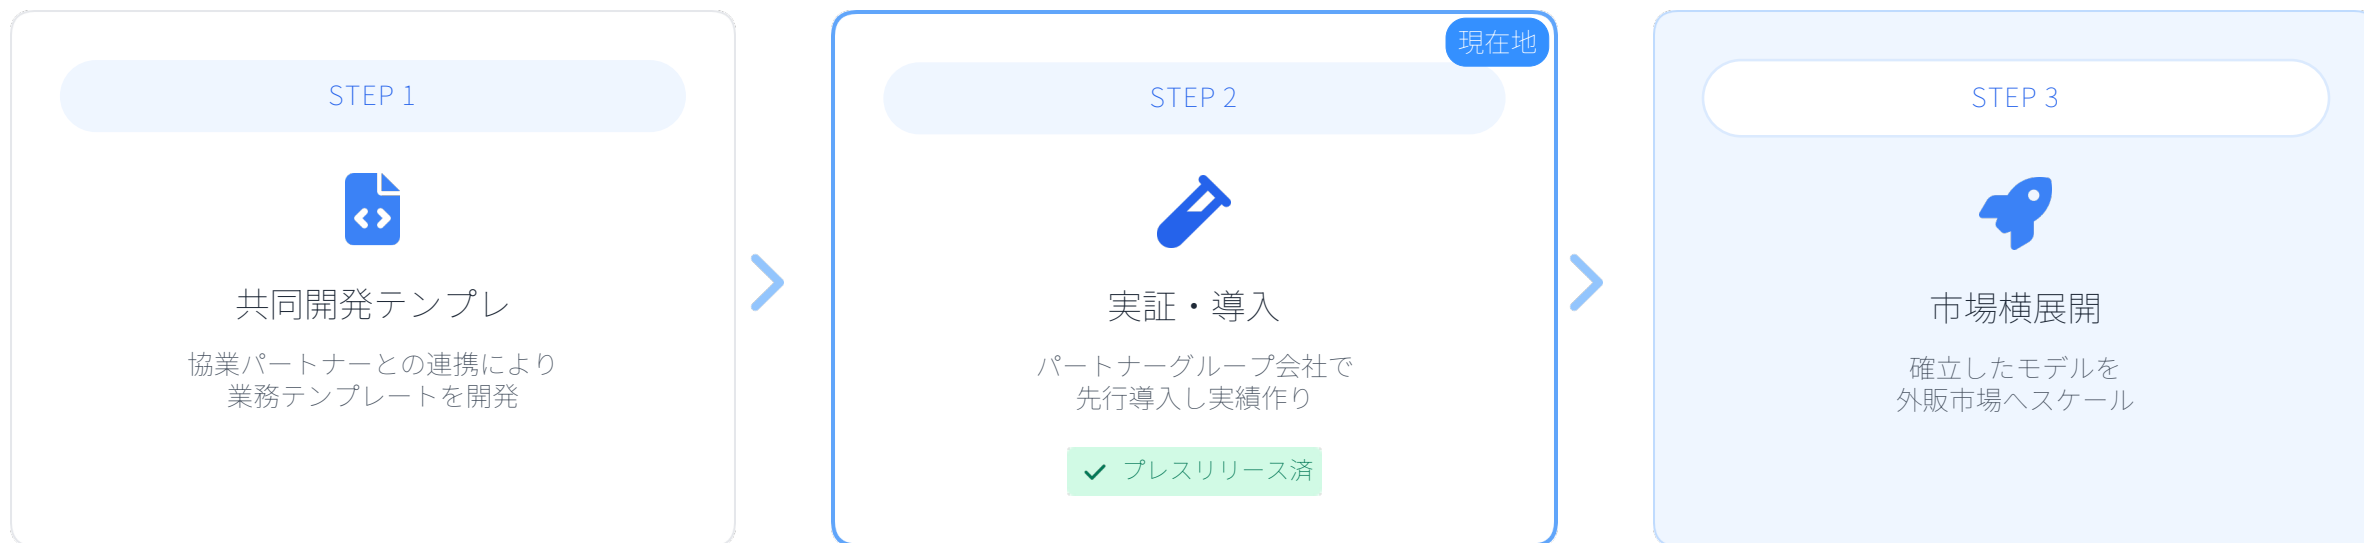 STEP 1
共同開発テンプレ
協業パートナーとの連携により
業務テンプレートを開発
現在地
STEP 2
実証・導入
パートナーグループ会社で
先行導入し実績作り
プレスリリース済
STEP 3
市場横展開
確立したモデルを
外販市場へスケール